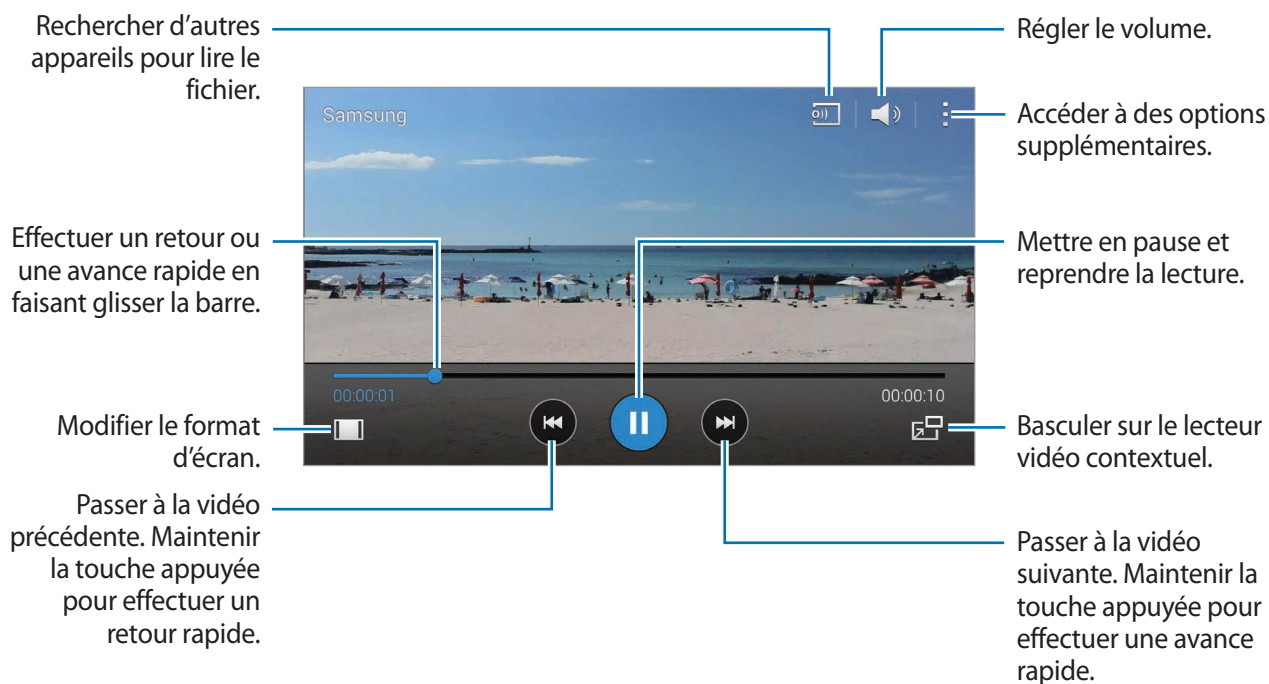 Rechercher d’autres
appareils pour lire le
fichier.
Régler le volume.
Samsung
Accéder à des options
supplémentaires.
Effectuer un retour ou
une avance rapide en
faisant glisser la barre.
Mettre en pause et
reprendre la lecture.
00:00:01
00:00:10
Modifier le format
d’écran.
Basculer sur le lecteur
vidéo contextuel.
Passer à la vidéo
précédente. Maintenir
la touche appuyée
pour effectuer un
retour rapide.
Passer à la vidéo
suivante. Maintenir la
touche appuyée pour
effectuer une avance
rapide.